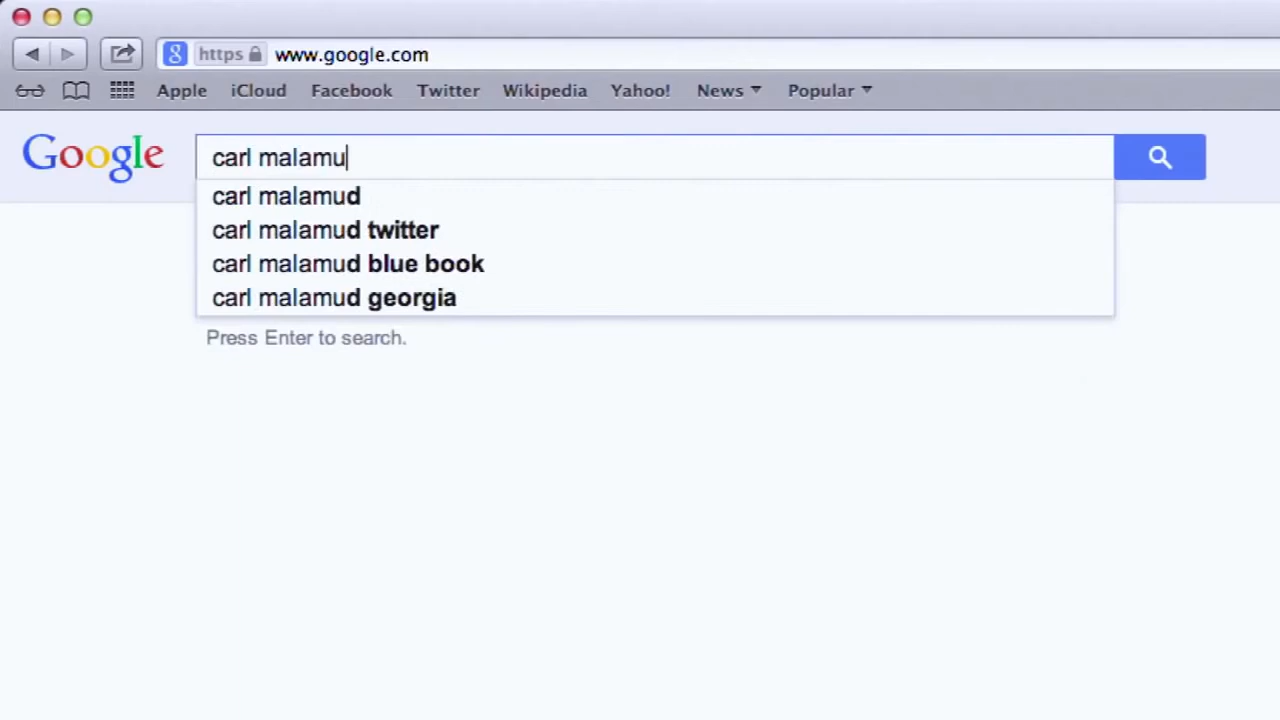 https www.google.com
Apple iCloud Facebook Twitter Wikipedia Yahoo! News Popular
Google carl malamu
carl malamud
carl malamud twitter
carl malamud blue book
carl malamud georgia
Press Enter to search.